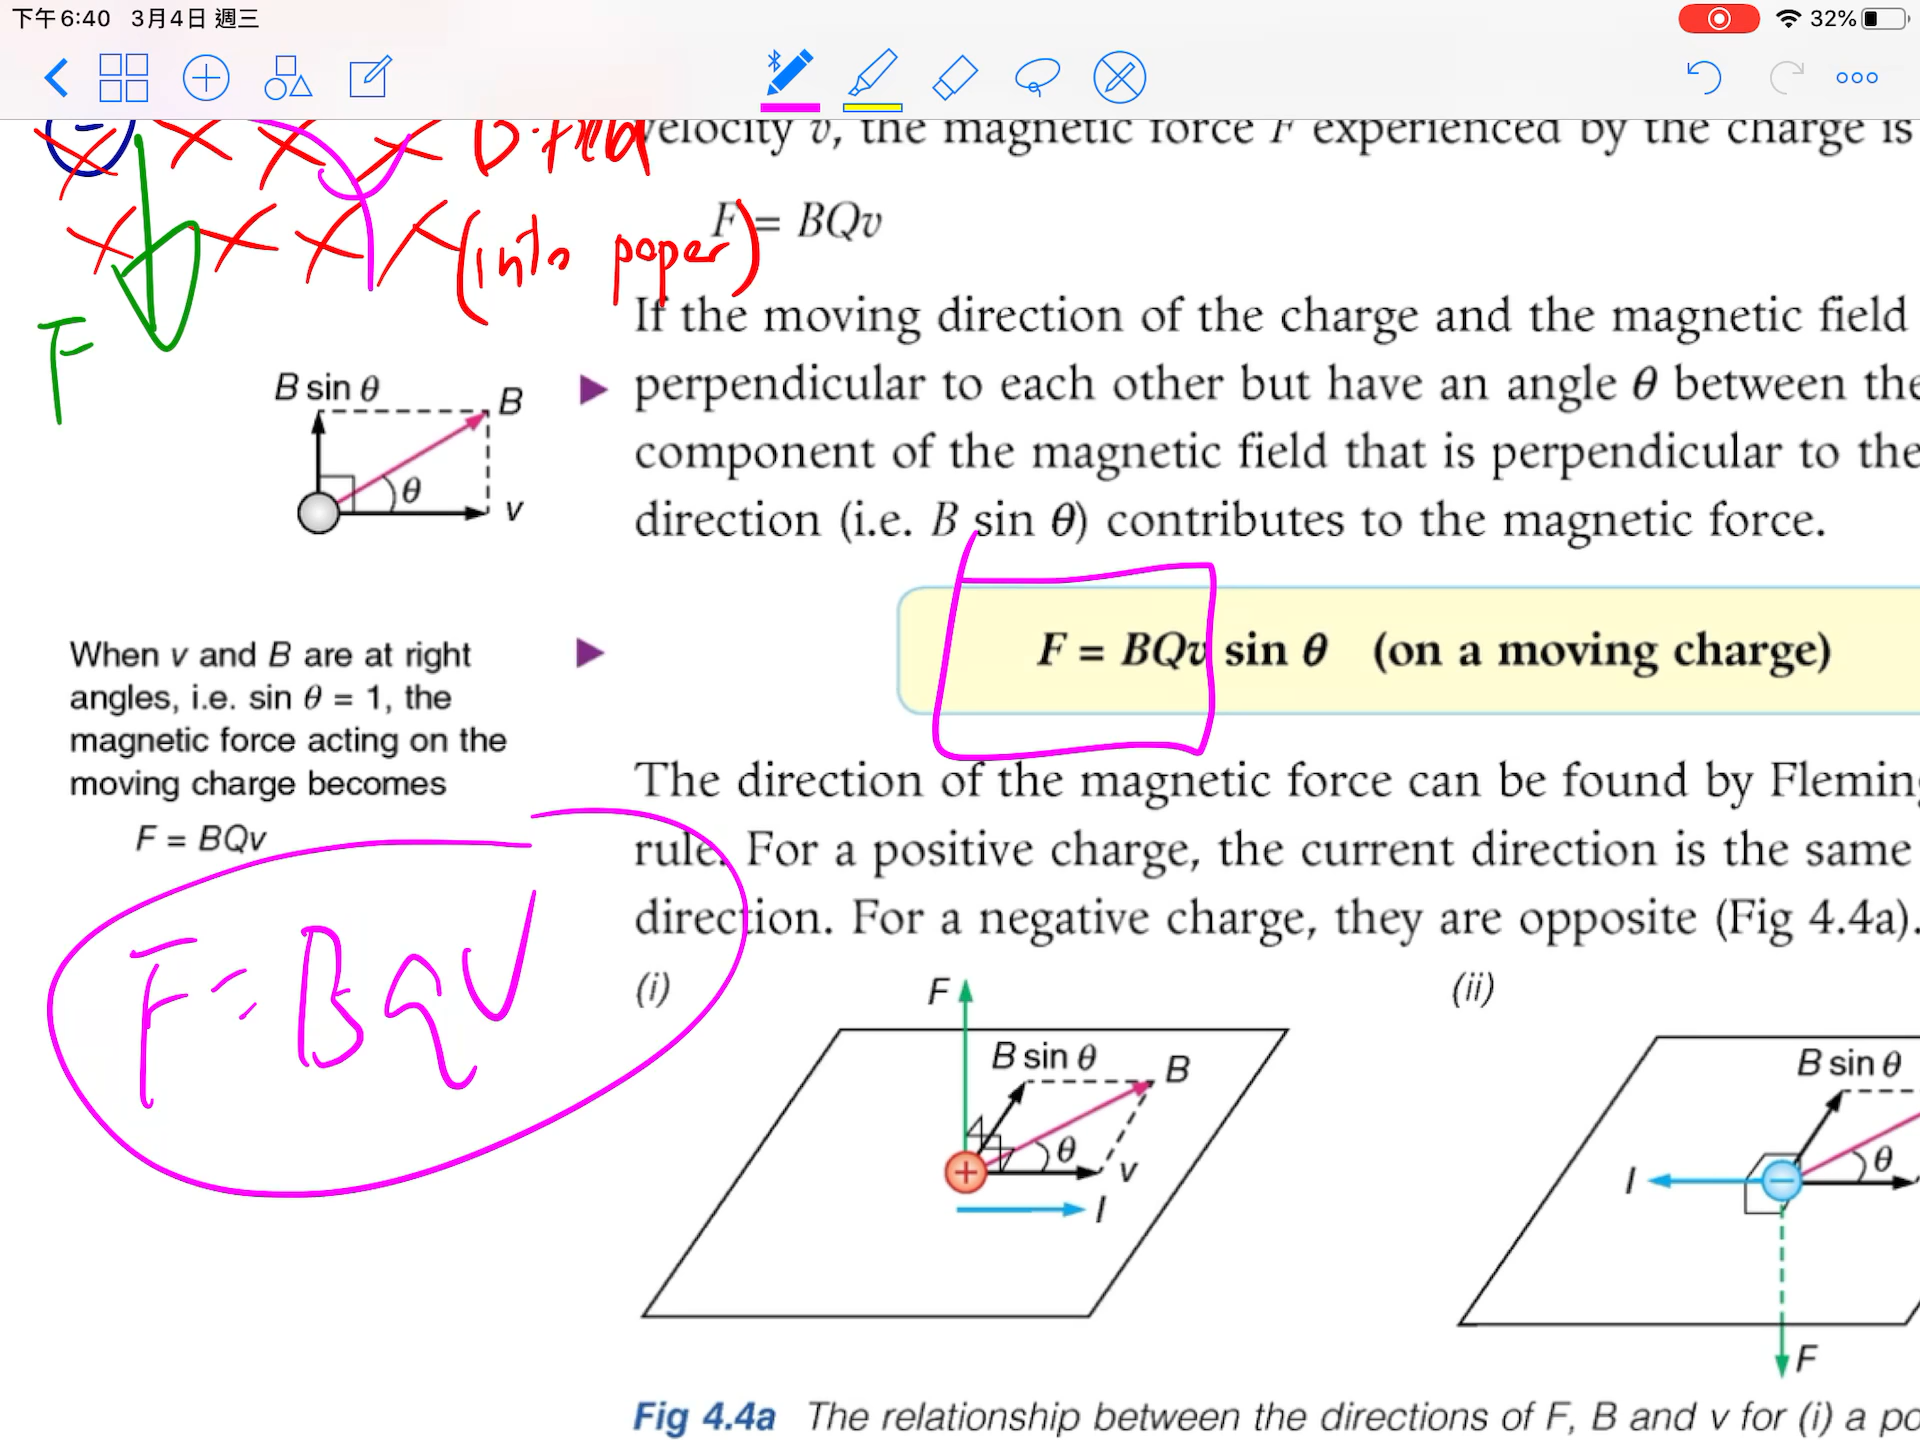 下午6:40 3月4日 週三
32%
B-field
velocity v, the magnetic force F experienced by the charge is
F = BQv
(into paper)
If the moving direction of the charge and the magnetic field
F
B sin θ
B
perpendicular to each other but have an angle θ between the
component of the magnetic field that is perpendicular to the
θ
v
direction (i.e. B sin θ) contributes to the magnetic force.
When v and B are at right
angles, i.e. sin θ = 1, the
magnetic force acting on the
moving charge becomes
F = BQv
F = BQv sin θ (on a moving charge)
The direction of the magnetic force can be found by Fleming
rule. For a positive charge, the current direction is the same
direction. For a negative charge, they are opposite (Fig 4.4a).
F = BqV
(i)
F
B sin θ
B
θ
v
I
(ii)
B sin θ
I
θ
F
Fig 4.4a The relationship between the directions of F, B and v for (i) a po